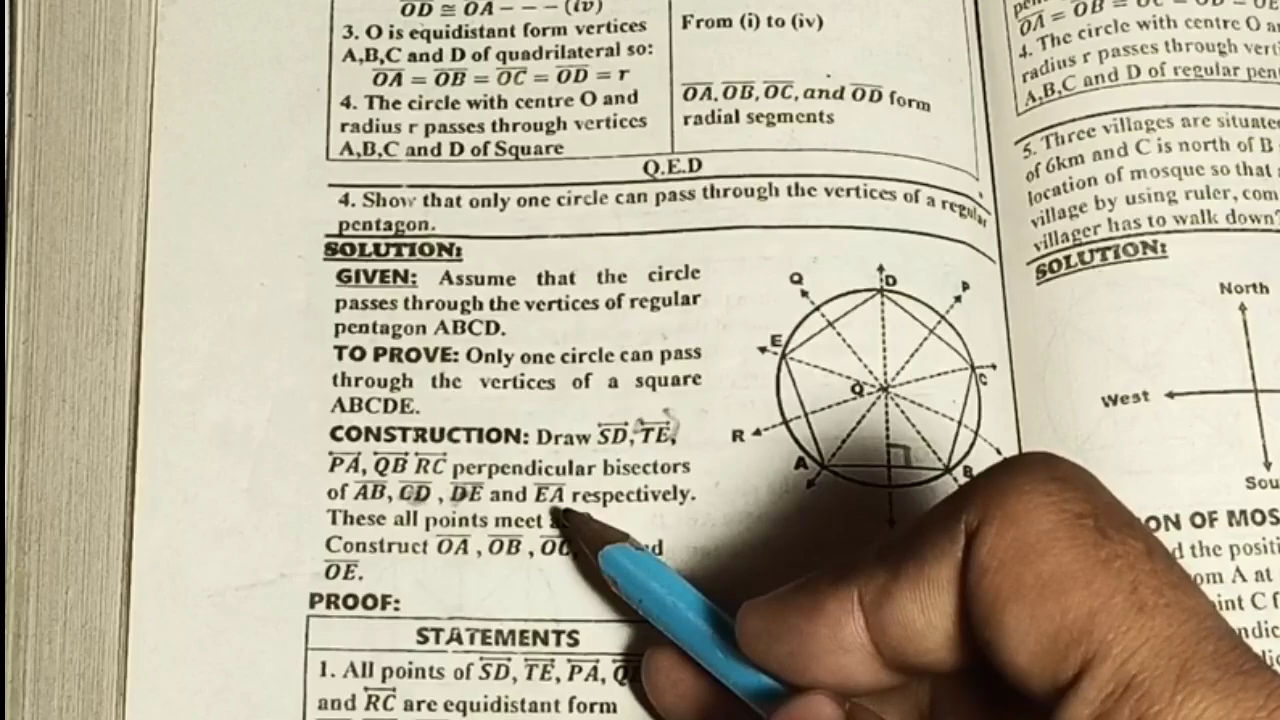 OD ≅ OA - - - (iv)
3. O is equidistant form vertices
A,B,C and D of quadrilateral so:
OA = OB = OC = OD = r
4. The circle with centre O and
radius r passes through vertices
A,B,C and D of Square
From (i) to (iv)
OA, OB, OC, and OD form
radial segments
Q.E.D
4. Show that only one circle can pass through the vertices of a regular
pentagon.
SOLUTION:
GIVEN: Assume that the circle
passes through the vertices of regular
pentagon ABCD.
TO PROVE: Only one circle can pass
through the vertices of a square
ABCDE.
CONSTRUCTION: Draw SD, TE,
PA, QB RC perpendicular bisectors
of AB, CD , DE and EA respectively.
These all points meet
Construct OA , OB , OC,
OE.
PROOF:
STATEMENTS
1. All points of SD, TE, PA,
and RC are equidistant form
Q
D
P
E
C
O
R
A
B
4. The circle with centre O
radius r passes through
A,B,C and D of regular
5. Three villages are
of 6km and C is north of B
location of mosque so that
village by using ruler,
villager has to walk down?
SOLUTION:
North
West